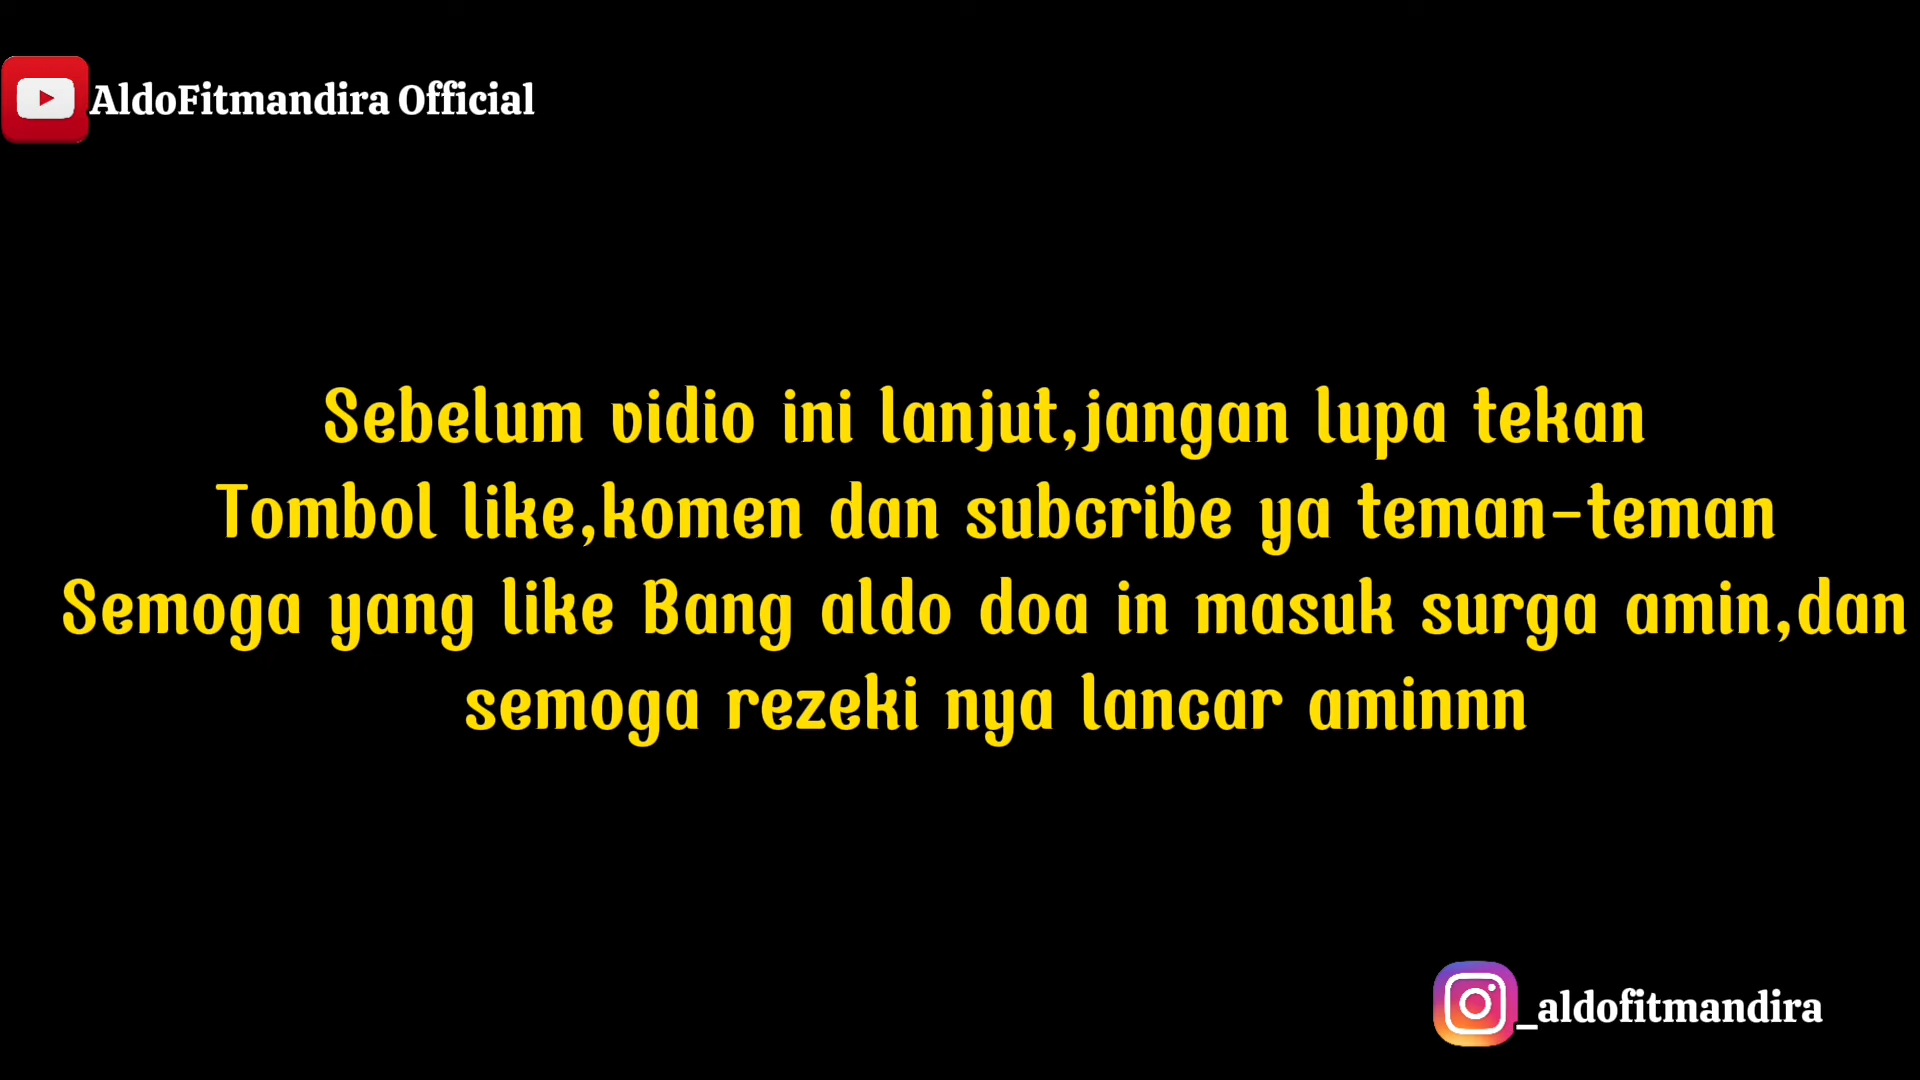 AldoFitmandira Official
Sebelum vidio ini lanjut,jangan lupa tekan
Tombol like,komen dan subcribe ya teman-teman
Semoga yang like Bang aldo doa in masuk surga amin,dan
semoga rezeki nya lancar aminnn
_aldofitmandira